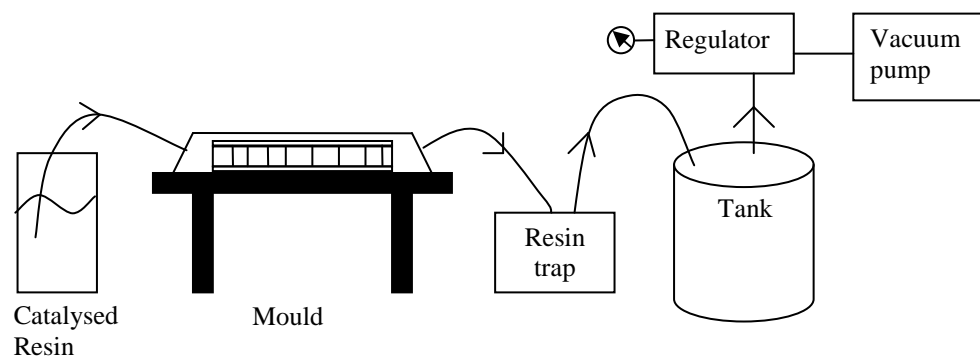 Regulator
Vacuum
pump
Tank
Resin
trap
Catalysed
Resin
Mould